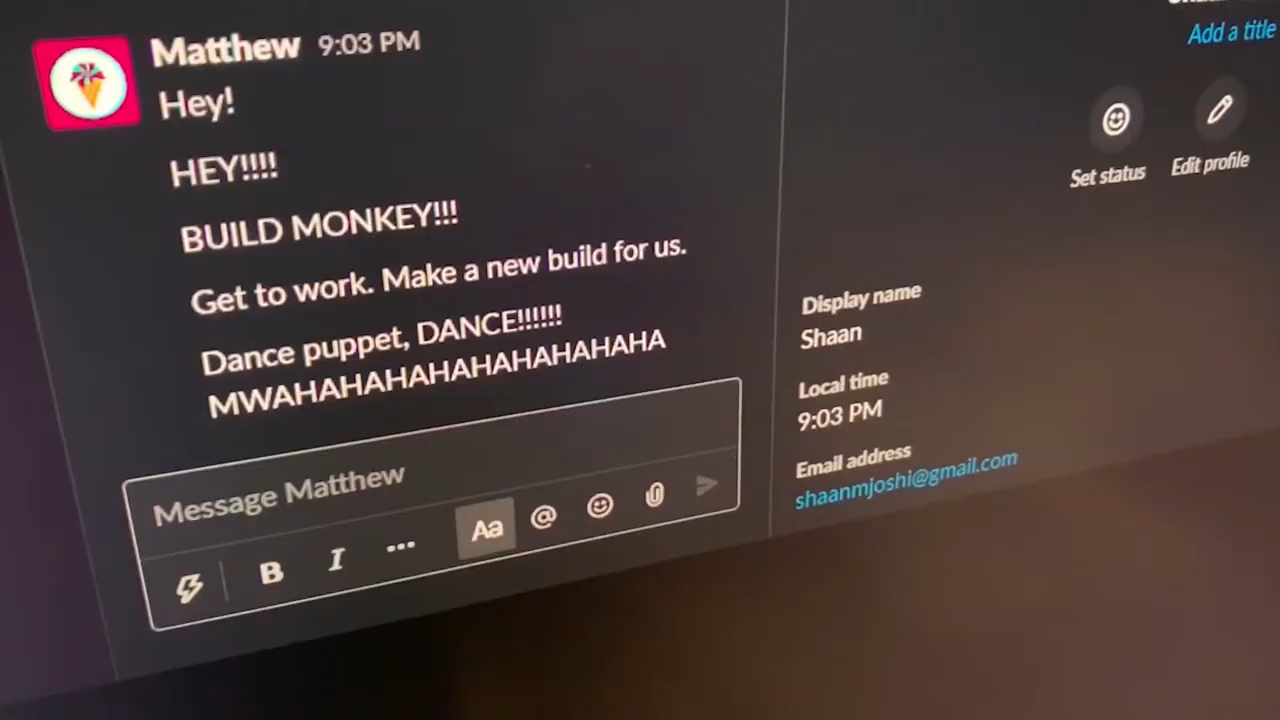 Matthew 9:03 PM
Hey!
HEY!!!!
BUILD MONKEY!!!
Get to work. Make a new build for us.
Dance puppet, DANCE!!!!!!
MWAHAHAHAHAHAHAHAHA
Message Matthew
B I ... Aa @
Add a title
Set status
Edit profile
Display name
Shaan
Local time
9:03 PM
Email address
shaanmjoshi@gmail.com